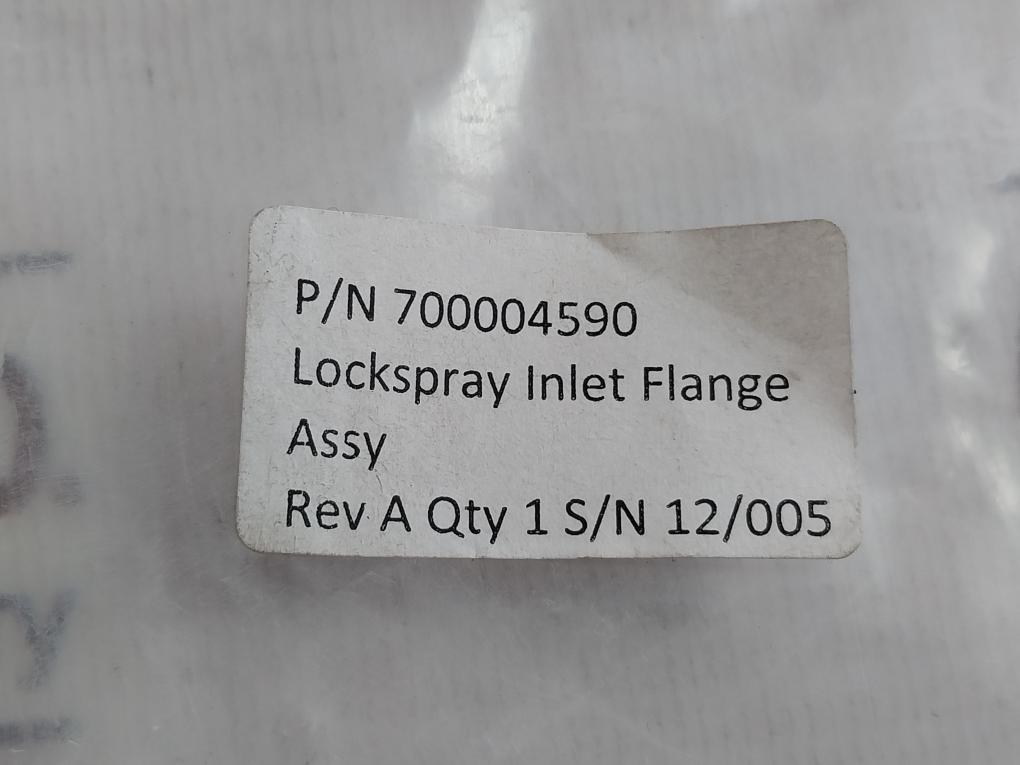 P/N 700004590
Lockspray Inlet Flange
Assy
Rev A Qty 1 S/N 12/005